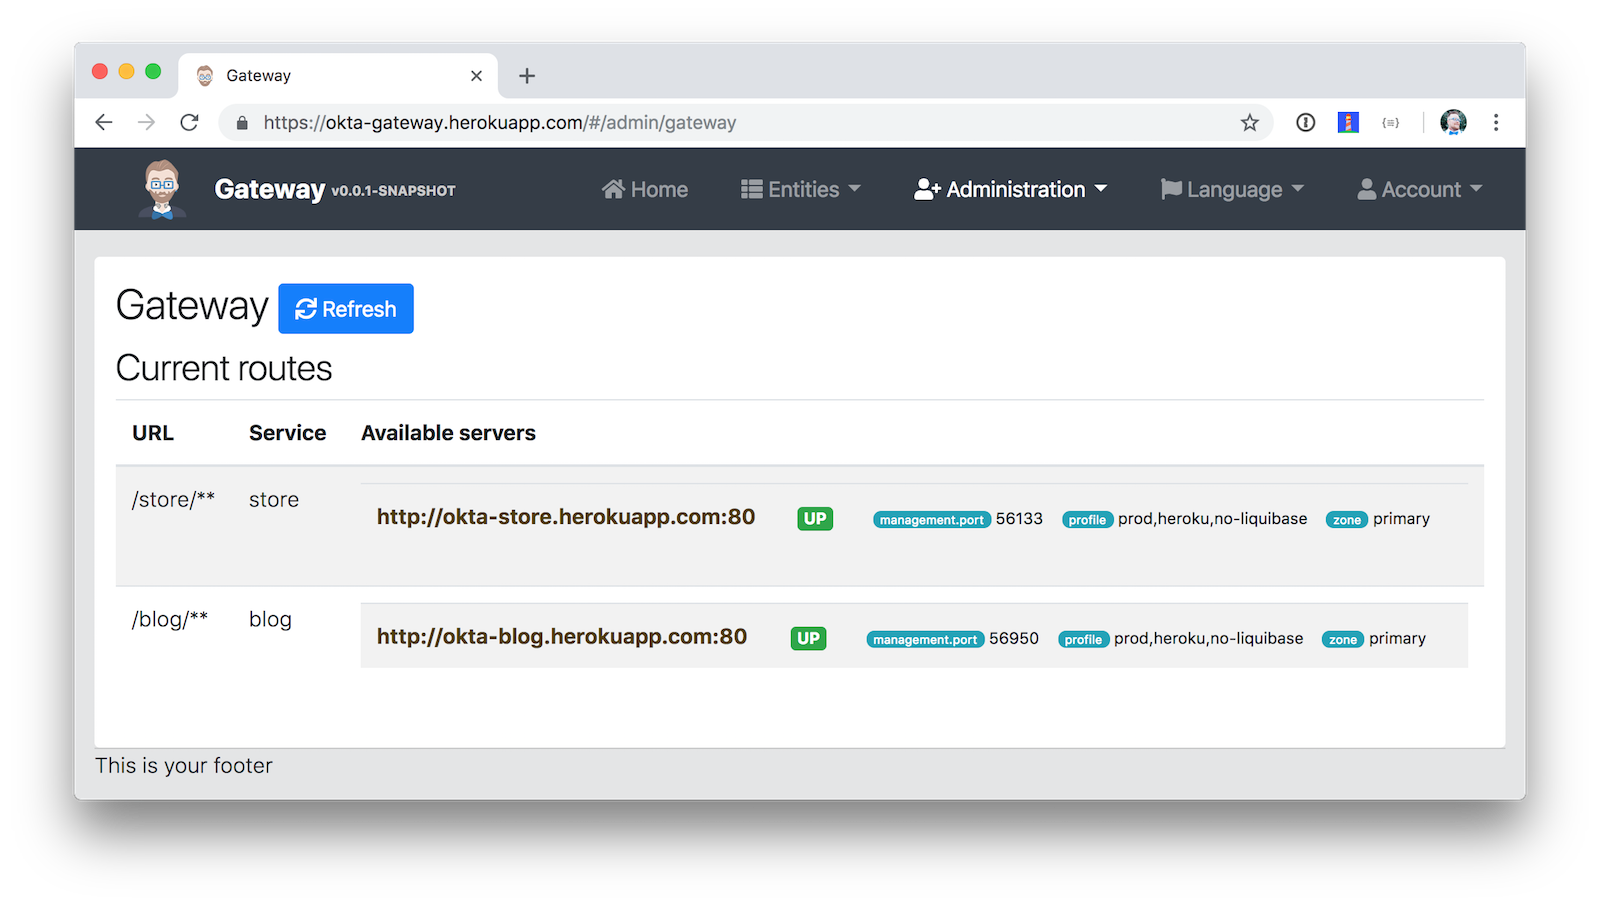 Gateway
https://okta-gateway.herokuapp.com/#/admin/gateway
Gateway v0.0.1-SNAPSHOT Home Entities Administration Language Account
Gateway Refresh
Current routes
URL Service Available servers
/store/** store http://okta-store.herokuapp.com:80 UP management.port 56133 profile prod,heroku,no-liquibase zone primary
/blog/** blog http://okta-blog.herokuapp.com:80 UP management.port 56950 profile prod,heroku,no-liquibase zone primary
This is your footer